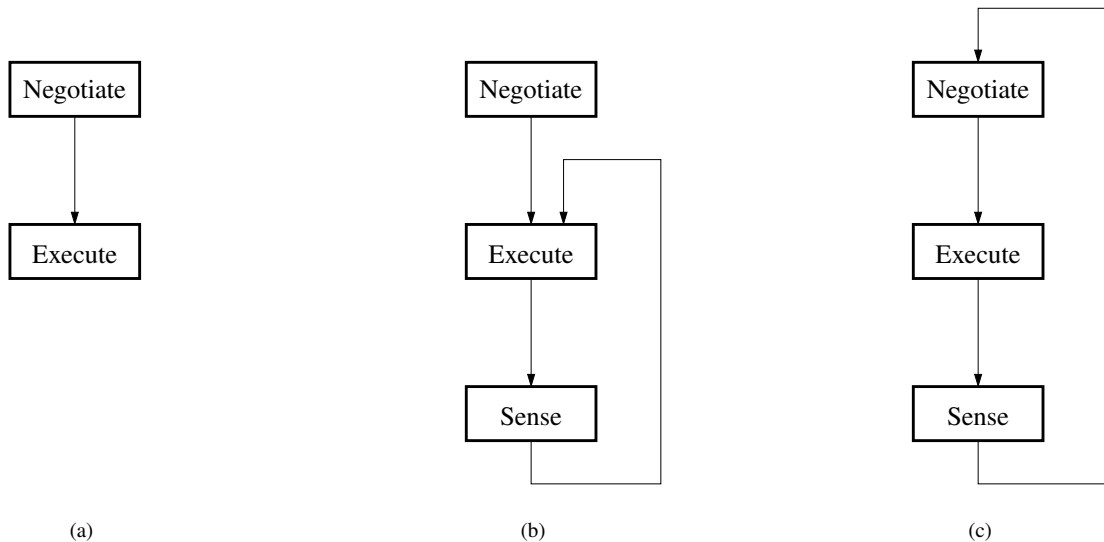 Negotiate
Execute
(a)
Negotiate
Execute
Sense
(b)
Negotiate
Execute
Sense
(c)